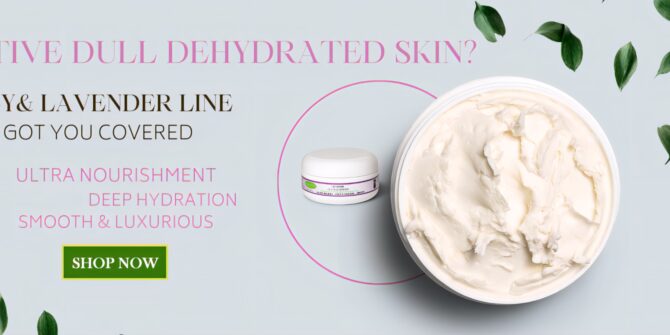 TIVE DULL DEHYDRATED SKIN?
Y& LAVENDER LINE
GOT YOU COVERED
ULTRA NOURISHMENT
DEEP HYDRATION
SMOOTH & LUXURIOUS
SHOP NOW